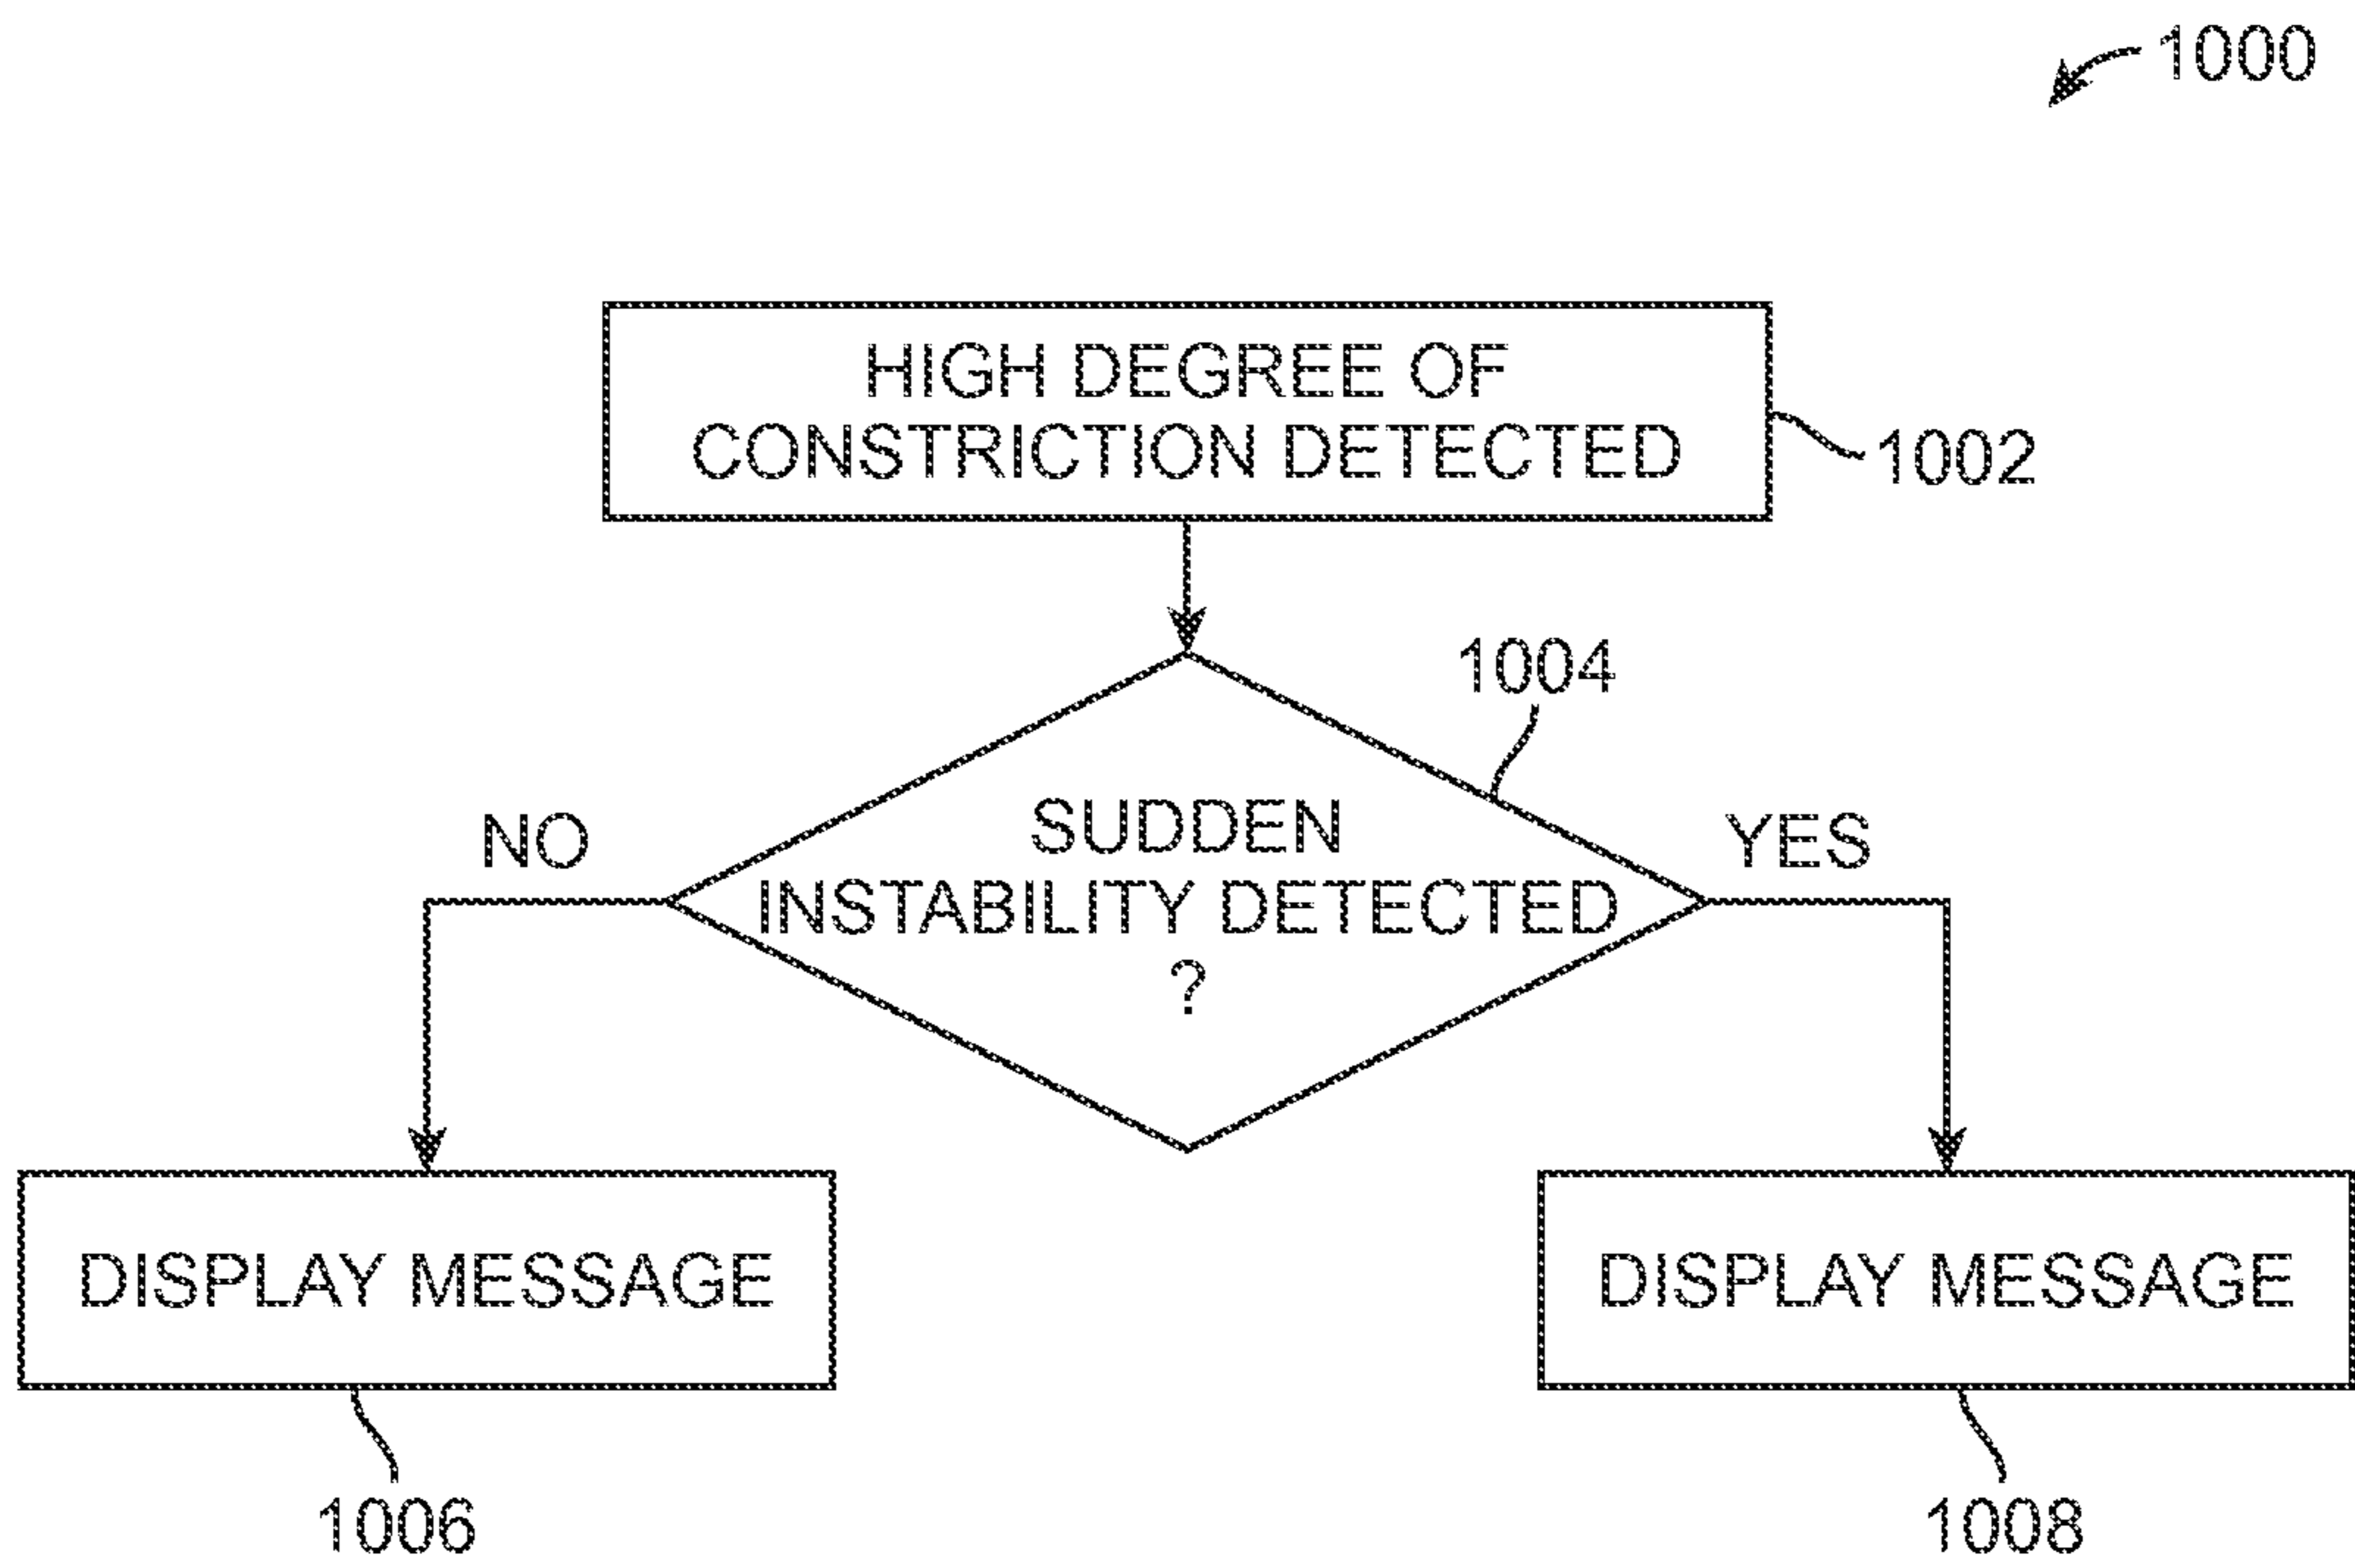 1000
HIGH DEGREE OF
CONSTRICTION DETECTED
1002
1004
SUDDEN
INSTABILITY DETECTED
?
NO
YES
DISPLAY MESSAGE
DISPLAY MESSAGE
1006
1008